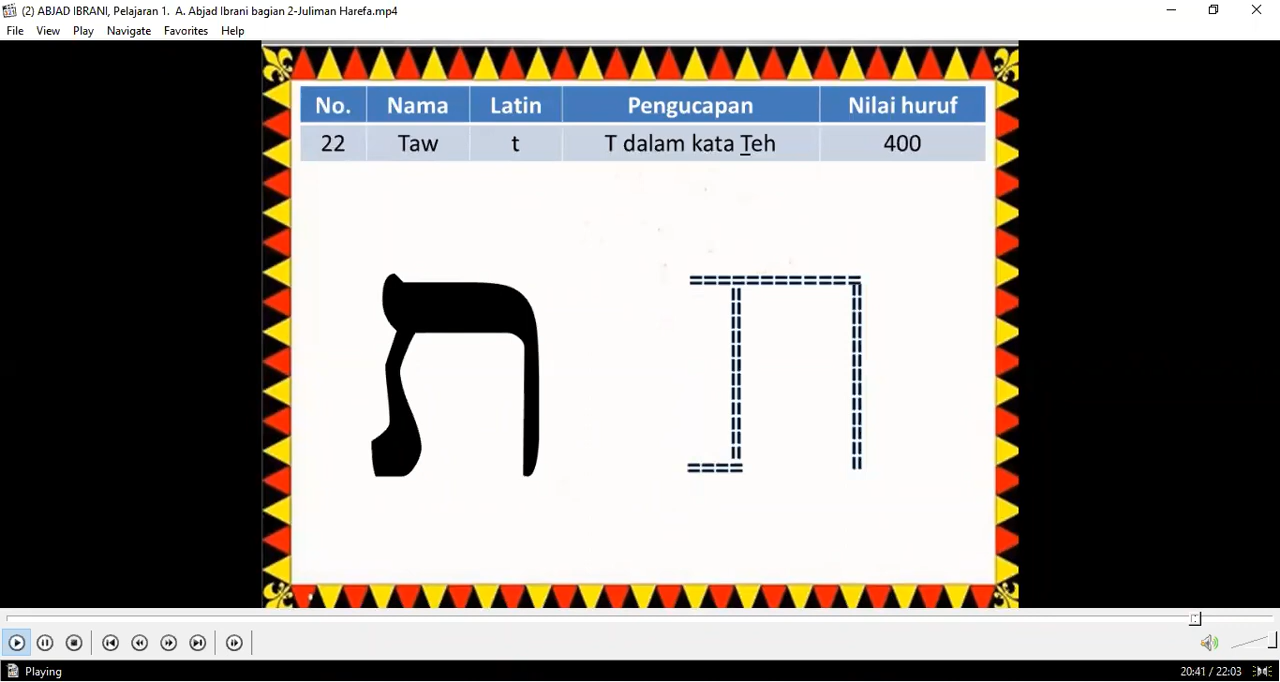 (2) ABJAD IBRANI, Pelajaran 1.  A. Abjad Ibrani bagian 2-Juliman Harefa.mp4
File View Play Navigate Favorites Help
No. Nama Latin Pengucapan Nilai huruf
22 Taw t T dalam kata Teh 400
ת ת
Playing 20:41 / 22:03